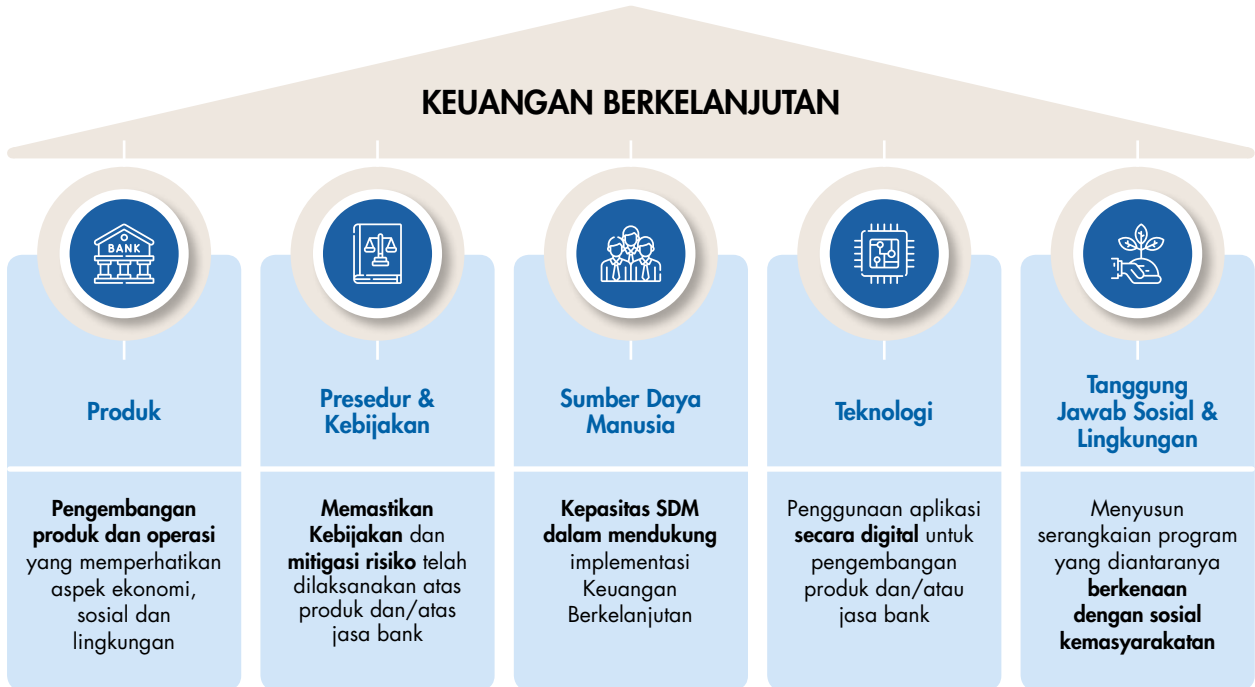 KEUANGAN BERKELANJUTAN
BANK
Produk
Pengembangan
produk dan operasi
yang memperhatikan
aspek ekonomi,
sosial dan
lingkungan
Presedur &
Kebijakan
Memastikan
Kebijakan dan
mitigasi risiko telah
dilaksanakan atas
produk dan/atas
jasa bank
Sumber Daya
Manusia
Kepasitas SDM
dalam mendukung
implementasi
Keuangan
Berkelanjutan
Teknologi
Penggunaan aplikasi
secara digital untuk
pengembangan
produk dan/atau
jasa bank
Tanggung
Jawab Sosial &
Lingkungan
Menyusun
serangkaian program
yang diantaranya
berkenaan
dengan sosial
kemasyarakatan